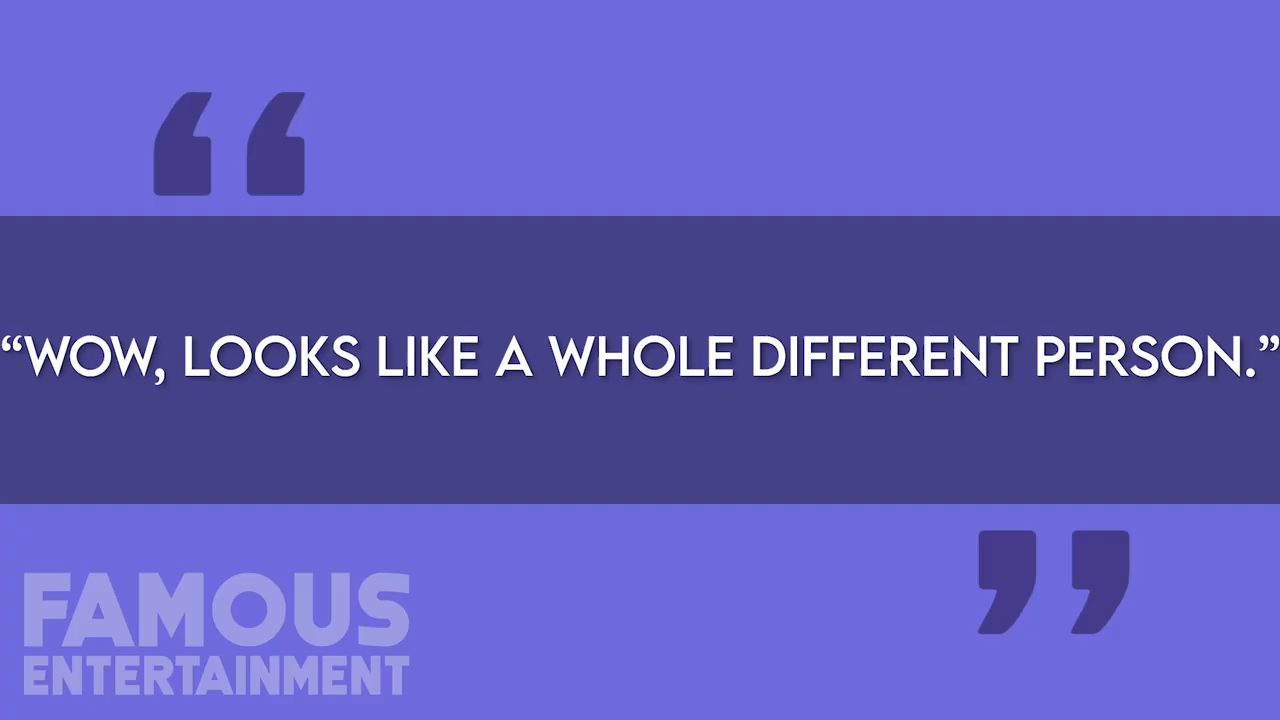 “WOW, LOOKS LIKE A WHOLE DIFFERENT PERSON.”
FAMOUS
ENTERTAINMENT